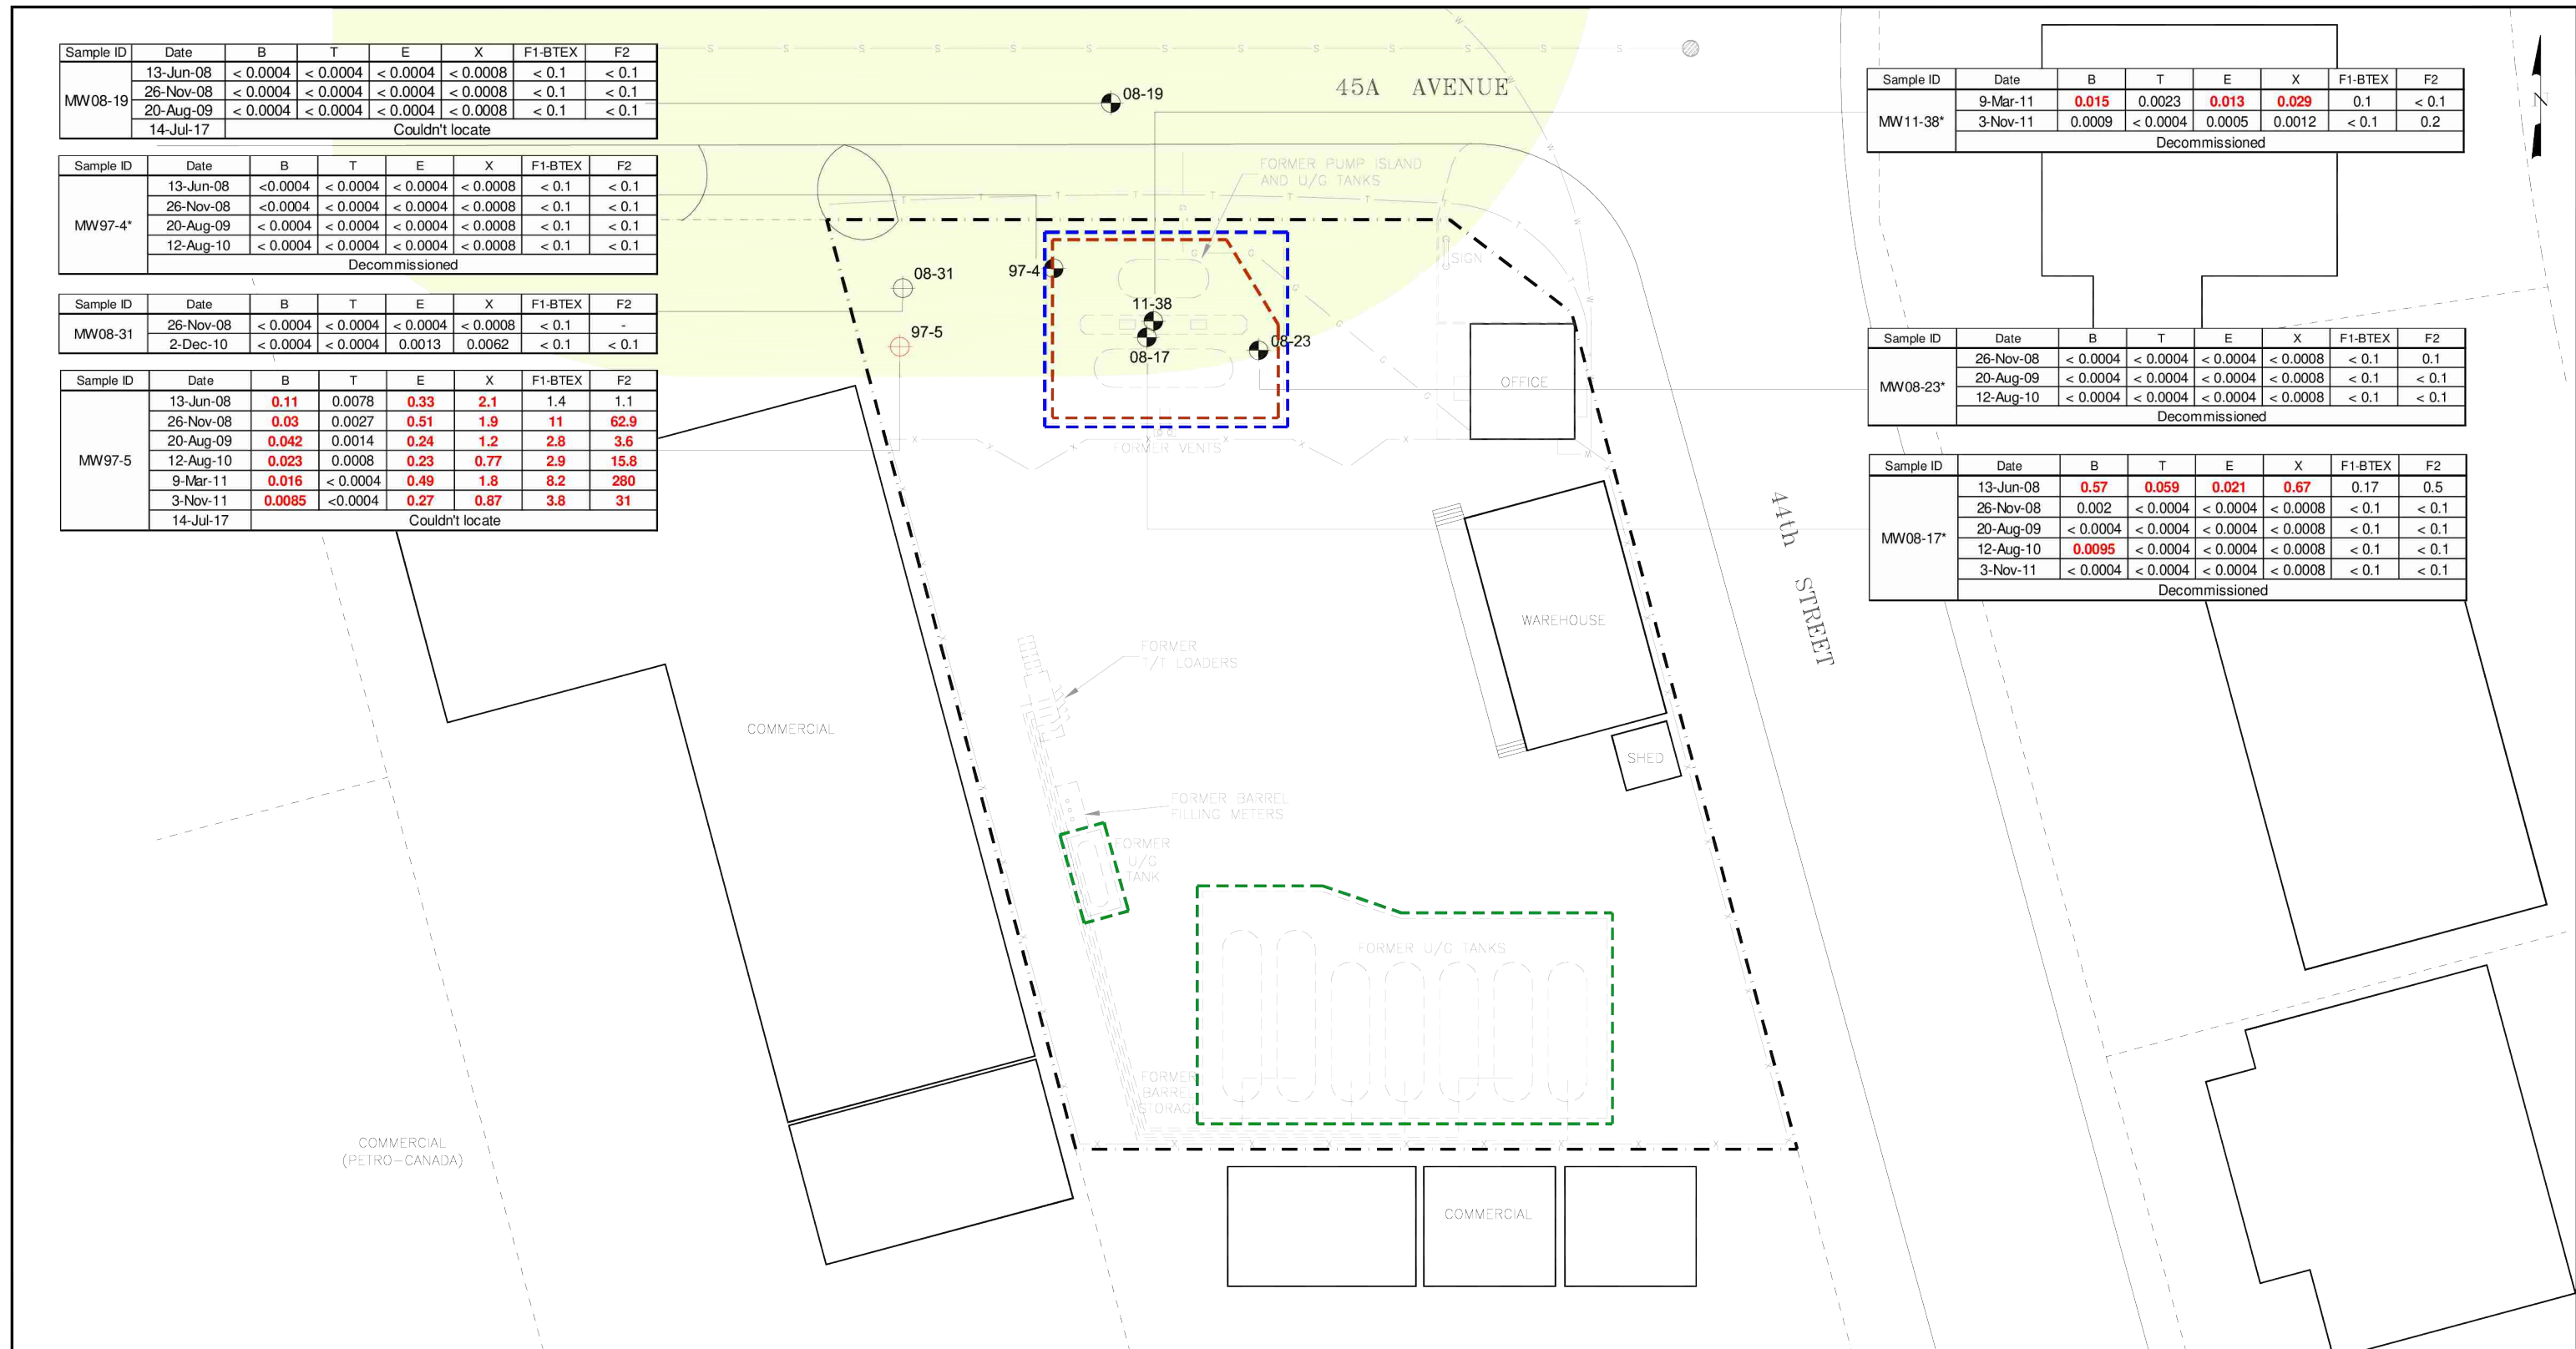 Sample ID Date B T E X F1-BTEX F2
MW08-19
13-Jun-08 < 0.0004 < 0.0004 < 0.0004 < 0.0008 < 0.1 < 0.1
26-Nov-08 < 0.0004 < 0.0004 < 0.0004 < 0.0008 < 0.1 < 0.1
20-Aug-09 < 0.0004 < 0.0004 < 0.0004 < 0.0008 < 0.1 < 0.1
14-Jul-17 Couldn't locate
Sample ID Date B T E X F1-BTEX F2
MW97-4*
13-Jun-08 <0.0004 < 0.0004 < 0.0004 < 0.0008 < 0.1 < 0.1
26-Nov-08 <0.0004 < 0.0004 < 0.0004 < 0.0008 < 0.1 < 0.1
20-Aug-09 < 0.0004 < 0.0004 < 0.0004 < 0.0008 < 0.1 < 0.1
12-Aug-10 < 0.0004 < 0.0004 < 0.0004 < 0.0008 < 0.1 < 0.1
Decommissioned
Sample ID Date B T E X F1-BTEX F2
MW08-31
26-Nov-08 < 0.0004 < 0.0004 < 0.0004 < 0.0008 < 0.1 -
2-Dec-10 < 0.0004 < 0.0004 0.0013 0.0062 < 0.1 < 0.1
Sample ID Date B T E X F1-BTEX F2
MW97-5
13-Jun-08 0.11 0.0078 0.33 2.1 1.4 1.1
26-Nov-08 0.03 0.0027 0.51 1.9 11 62.9
20-Aug-09 0.042 0.0014 0.24 1.2 2.8 3.6
12-Aug-10 0.023 0.0008 0.23 0.77 2.9 15.8
9-Mar-11 0.016 < 0.0004 0.49 1.8 8.2 280
3-Nov-11 0.0085 <0.0004 0.27 0.87 3.8 31
14-Jul-17 Couldn't locate
45A AVENUE
08-19
FORMER PUMP ISLAND
AND U/G TANKS
08-31
97-4
97-5
11-38
08-17
08-23
SIGN
OFFICE
FORMER VENTS
44th STREET
WAREHOUSE
SHED
FORMER
T/T LOADERS
COMMERCIAL
FORMER BARREL
FILLING METERS
FORMER
U/G
TANK
FORMER U/G TANKS
FORMER
BARREL
STORAGE
COMMERCIAL
(PETRO-CANADA)
COMMERCIAL
N
Sample ID Date B T E X F1-BTEX F2
MW11-38*
9-Mar-11 0.015 0.0023 0.013 0.029 0.1 < 0.1
3-Nov-11 0.0009 < 0.0004 0.0005 0.0012 < 0.1 0.2
Decommissioned
Sample ID Date B T E X F1-BTEX F2
MW08-23*
26-Nov-08 < 0.0004 < 0.0004 < 0.0004 < 0.0008 < 0.1 0.1
20-Aug-09 < 0.0004 < 0.0004 < 0.0004 < 0.0008 < 0.1 < 0.1
12-Aug-10 < 0.0004 < 0.0004 < 0.0004 < 0.0008 < 0.1 < 0.1
Decommissioned
Sample ID Date B T E X F1-BTEX F2
MW08-17*
13-Jun-08 0.57 0.059 0.021 0.67 0.17 0.5
26-Nov-08 0.002 < 0.0004 < 0.0004 < 0.0008 < 0.1 < 0.1
20-Aug-09 < 0.0004 < 0.0004 < 0.0004 < 0.0008 < 0.1 < 0.1
12-Aug-10 0.0095 < 0.0004 < 0.0004 < 0.0008 < 0.1 < 0.1
3-Nov-11 < 0.0004 < 0.0004 < 0.0004 < 0.0008 < 0.1 < 0.1
Decommissioned